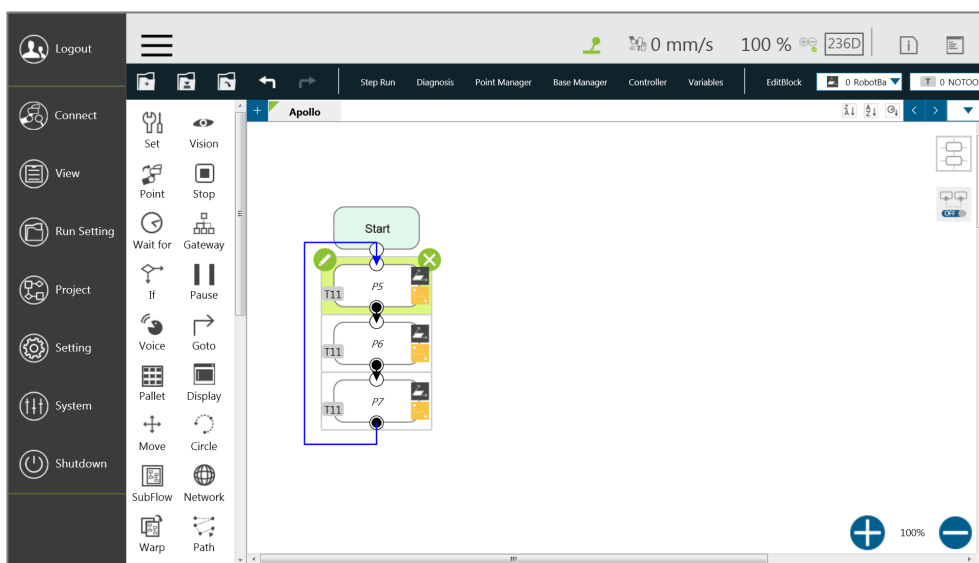 Logout
0 mm/s 100 % 236D
Step Run Diagnosis Point Manager Base Manager Controller Variables EditBlock 0 RobotBa T 0 NOTOO
Connect
View
Run Setting
Project
Setting
System
Shutdown
Set Vision
Point Stop
Wait for Gateway
If Pause
Voice Goto
Pallet Display
Move Circle
SubFlow Network
Warp Path
+ Apollo
Start
P5
T11
P6
T11
P7
T11
OFF
100%